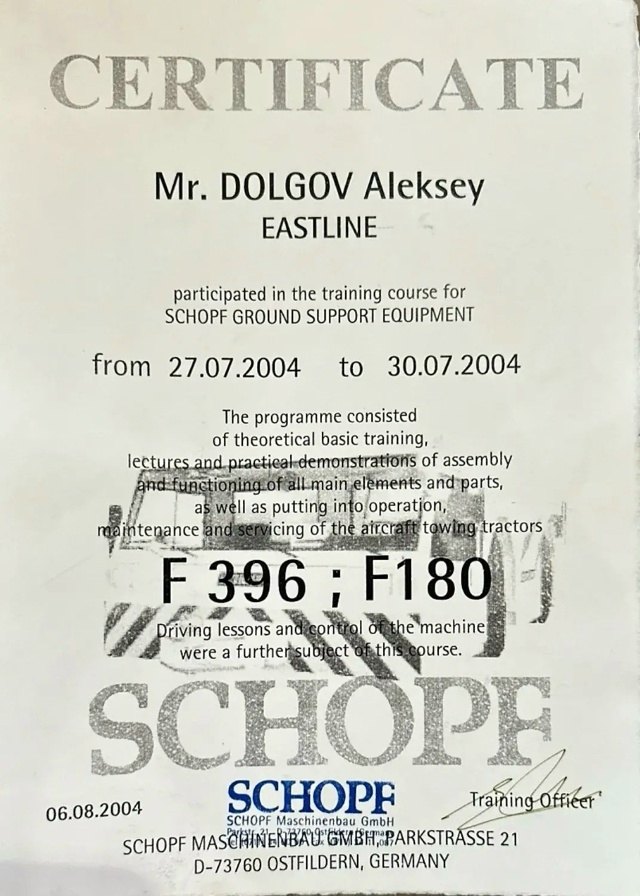 CERTIFICATE
Mr. DOLGOV Aleksey
EASTLINE
participated in the training course for
SCHOPF GROUND SUPPORT EQUIPMENT
from 27.07.2004 to 30.07.2004
The programme consisted
of theoretical basic training,
lectures and practical demonstrations of assembly
and functioning of all main elements and parts,
as well as putting into operation,
maintenance and servicing of the aircraft towing tractors
F 396 ; F180
Driving lessons and control of the machine
were a further subject of this course.
SCHOPF
06.08.2004
SCHOPF
SCHOPF Maschinenbau GmbH
Training Officer
SCHOPF MASCHINENBAU GMBH, PARKSTRASSE 21
D-73760 OSTFILDERN, GERMANY